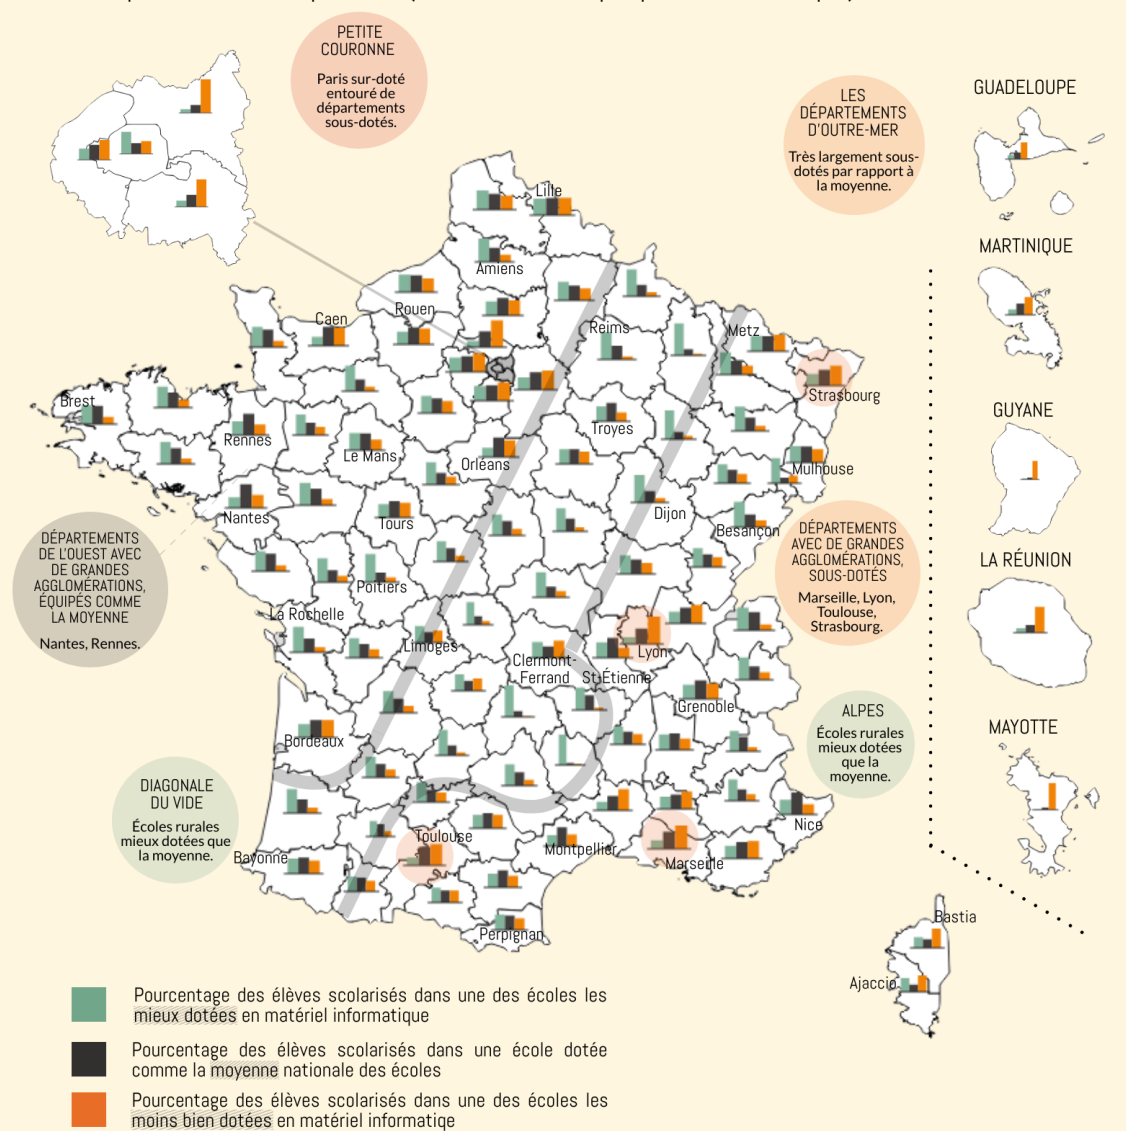 PETITE
COURONNE
Paris sur-doté
entouré de
départements
sous-dotés.
LES
DÉPARTEMENTS
D'OUTRE-MER
Très largement sous-
dotés par rapport à
la moyenne.
GUADELOUPE
MARTINIQUE
GUYANE
LA RÉUNION
MAYOTTE
Lille
Amiens
Rouen
Caen
Reims
Metz
Strasbourg
Brest
Rennes
Le Mans
Orléans
Troyes
Mulhouse
Nantes
Tours
Dijon
Besançon
DÉPARTEMENTS
DE L'OUEST AVEC
DE GRANDES
AGGLOMÉRATIONS,
ÉQUIPÉS COMME
LA MOYENNE
Nantes, Rennes.
DÉPARTEMENTS
AVEC DE GRANDES
AGGLOMÉRATIONS,
SOUS-DOTÉS
Marseille, Lyon,
Toulouse,
Strasbourg.
Poitiers
La Rochelle
Limoges
Clermont-
Ferrand
St-Étienne
Lyon
Grenoble
Bordeaux
ALPES
Écoles rurales
mieux dotées
que la
moyenne.
DIAGONALE
DU VIDE
Écoles rurales
mieux dotées que
la moyenne.
Bayonne
Toulouse
Montpellier
Marseille
Nice
Perpignan
Bastia
Ajaccio
Pourcentage des élèves scolarisés dans une des écoles les
mieux dotées en matériel informatique
Pourcentage des élèves scolarisés dans une école dotée
comme la moyenne nationale des écoles
Pourcentage des élèves scolarisés dans une des écoles les
moins bien dotées en matériel informatiqe